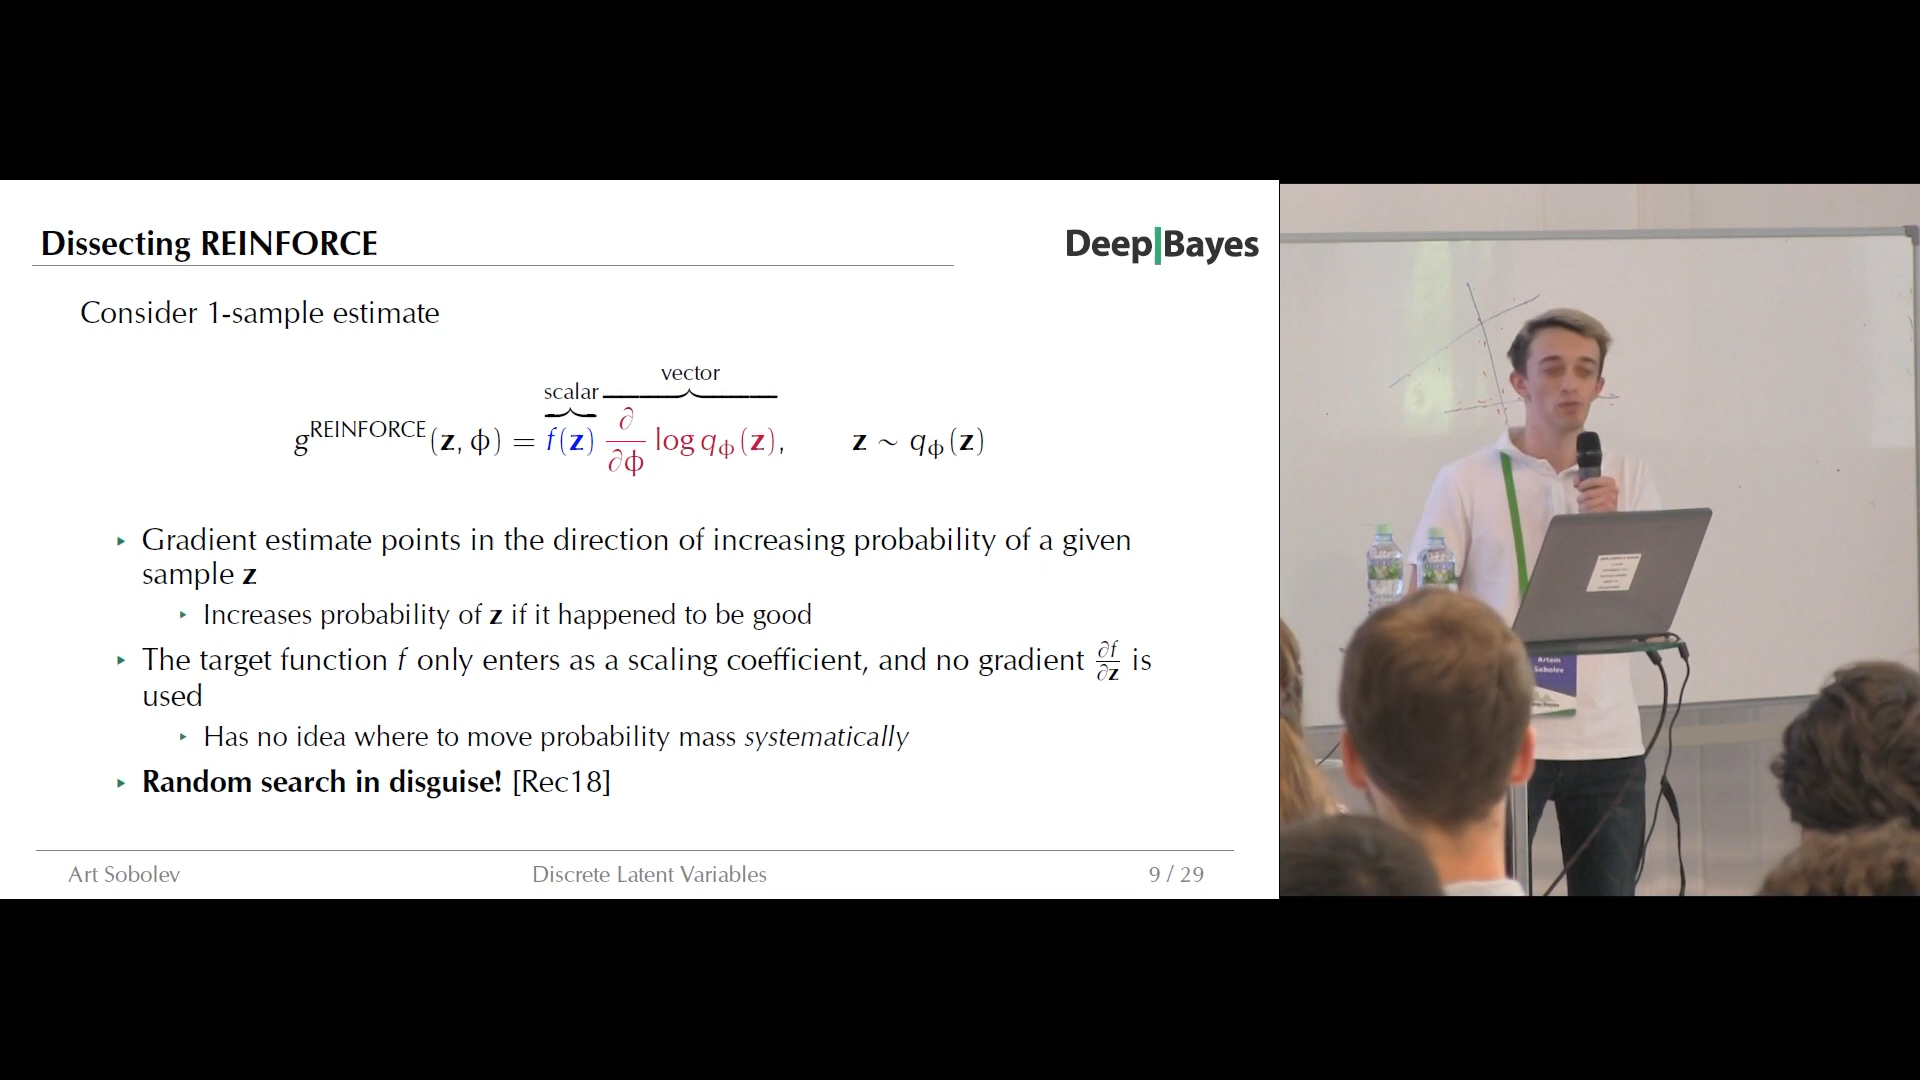 Dissecting REINFORCE
Deep|Bayes
Consider 1-sample estimate
scalar vector
g^REINFORCE(z, ϕ) = f(z) ∂/∂ϕ log q_ϕ(z), z ∼ q_ϕ(z)
‣ Gradient estimate points in the direction of increasing probability of a given
sample z
‣ Increases probability of z if it happened to be good
‣ The target function f only enters as a scaling coefficient, and no gradient ∂f/∂z is
used
‣ Has no idea where to move probability mass systematically
‣ Random search in disguise! [Rec18]
Art Sobolev
Discrete Latent Variables
9 / 29
Artem
Sobolev